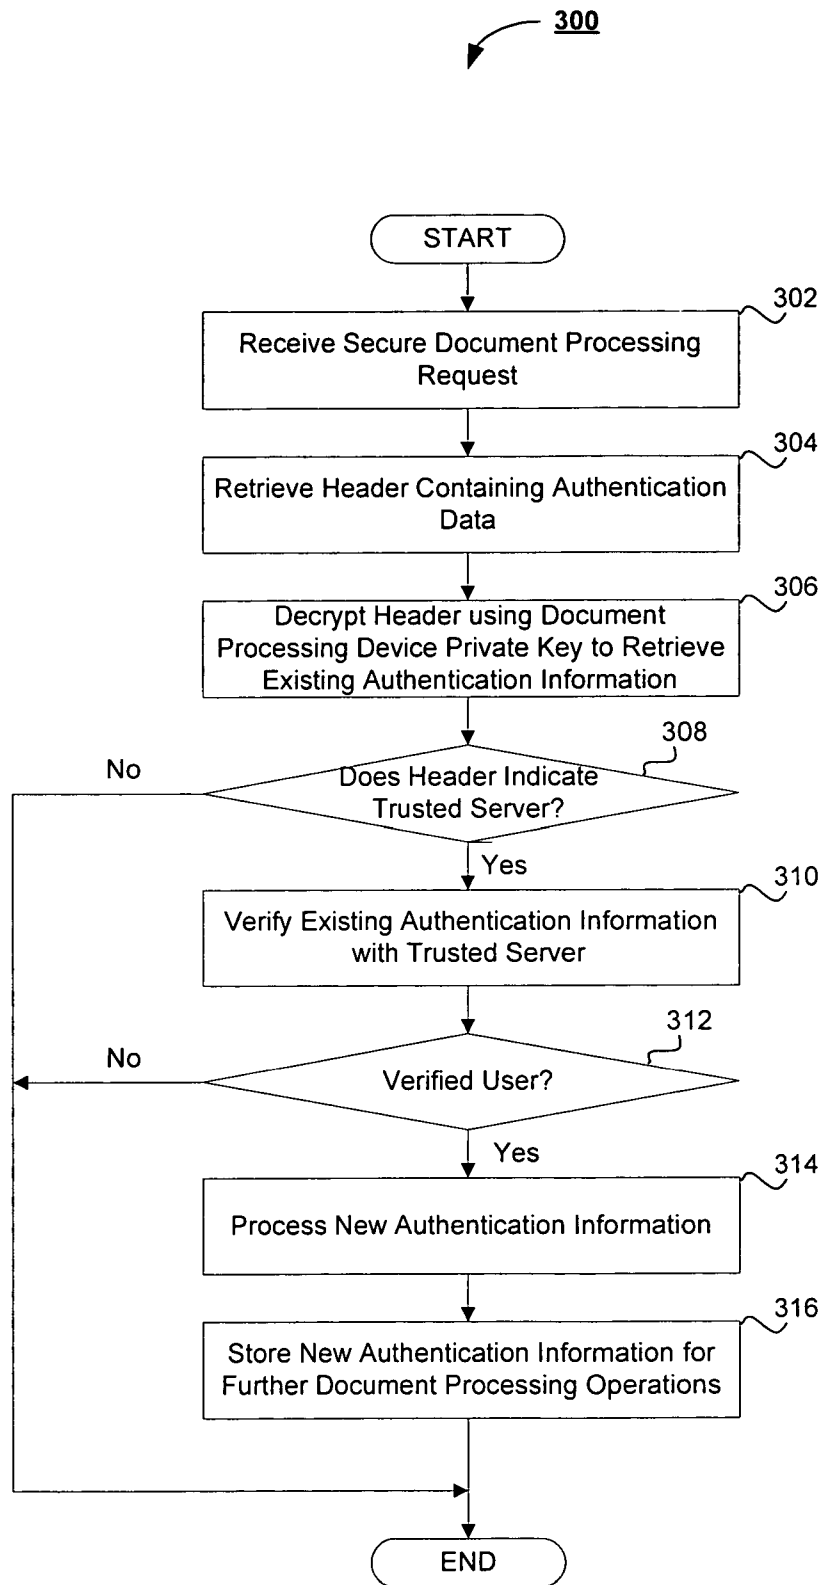 300
START
302
Receive Secure Document Processing
Request
304
Retrieve Header Containing Authentication
Data
306
Decrypt Header using Document
Processing Device Private Key to Retrieve
Existing Authentication Information
308
No
Does Header Indicate
Trusted Server?
Yes
310
Verify Existing Authentication Information
with Trusted Server
312
No
Verified User?
Yes
314
Process New Authentication Information
316
Store New Authentication Information for
Further Document Processing Operations
END